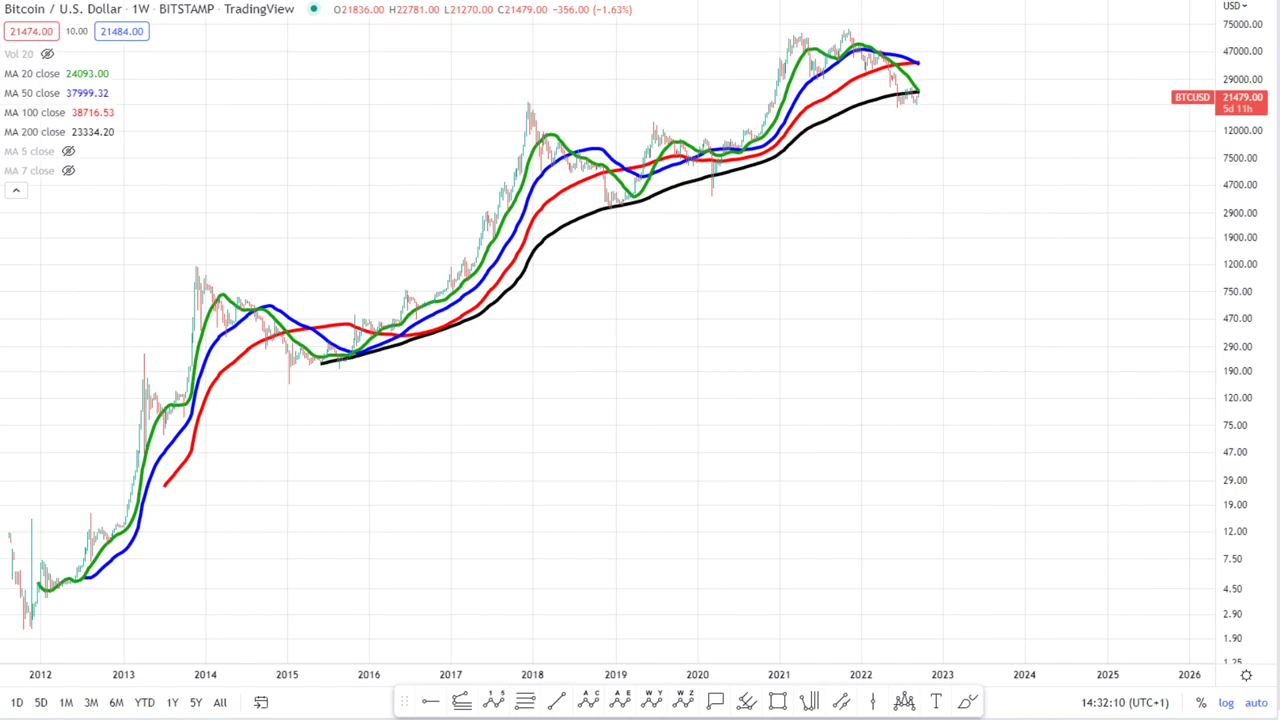 Bitcoin / U.S. Dollar · 1W · BITSTAMP · TradingView O21836.00 H22781.00 L21270.00 C21479.00 −356.00 (−1.63%)
21474.00 10.00 21484.00
Vol 20
MA 20 close 24093.00
MA 50 close 37999.32
MA 100 close 38716.53
MA 200 close 23334.20
MA 5 close
MA 7 close
USD
75000.00
47000.00
29000.00
BTCUSD 21479.00
5d 11h
12000.00
7500.00
4700.00
2900.00
1900.00
1200.00
750.00
470.00
290.00
190.00
120.00
75.00
47.00
29.00
19.00
12.00
7.50
4.50
2.90
1.90
1.25
2012 2013 2014 2015 2016 2017 2018 2019 2020 2021 2022 2023 2024 2025 2026
1D 5D 1M 3M 6M YTD 1Y 5Y All 1 5 A C A E W Y W Z T 14:32:10 (UTC+1) % log auto